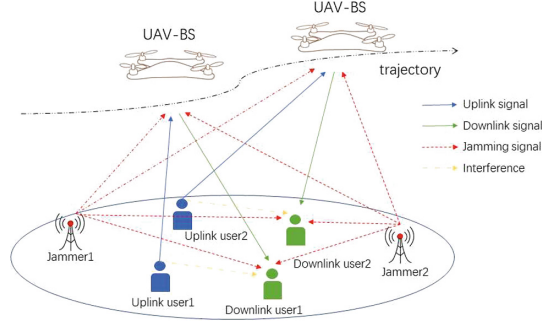 UAV-BS
UAV-BS
trajectory
Uplink signal
Downlink signal
Jamming signal
Interference
Uplink user2
Jammer1
Downlink user2
Jammer2
Uplink user1
Downlink user1